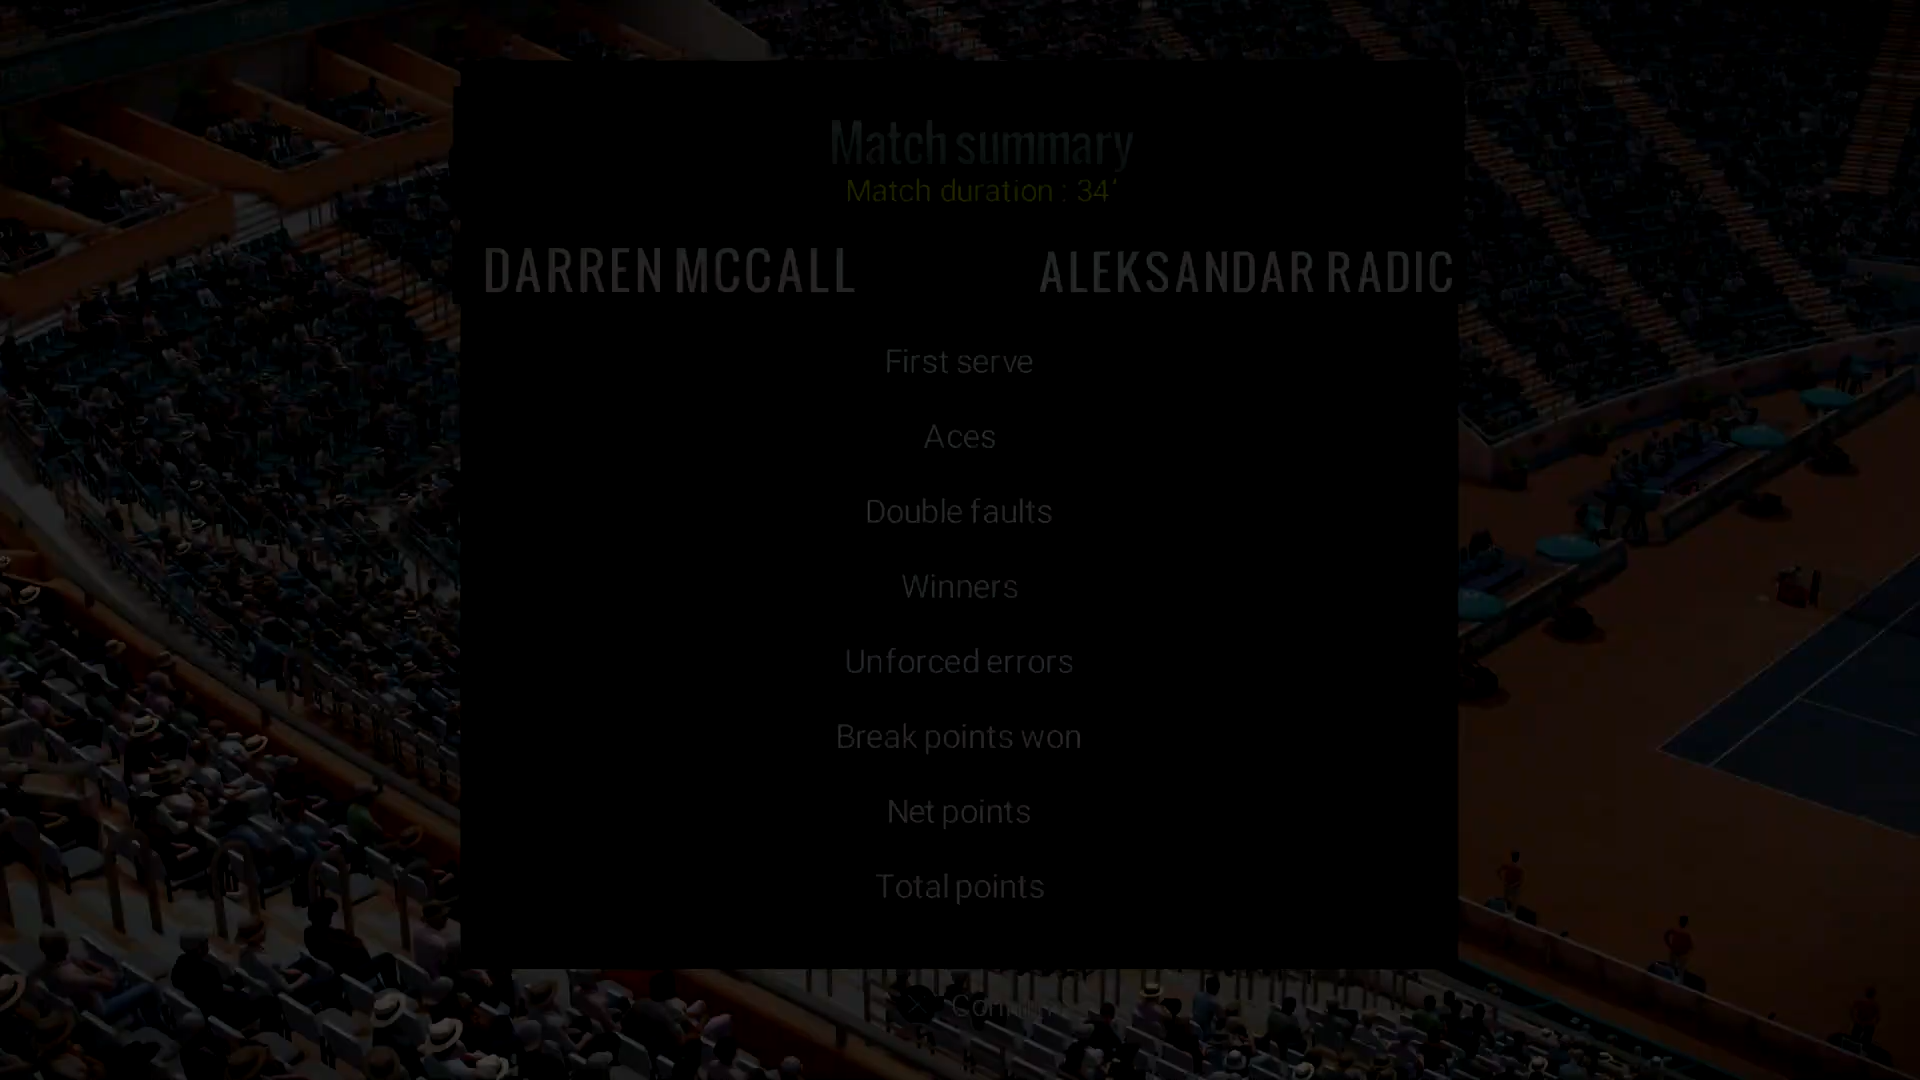 Match summary
Match duration : 34'
DARREN MCCALL
ALEKSANDAR RADIC
First serve
Aces
Double faults
Winners
Unforced errors
Break points won
Net points
Total points
Confirm